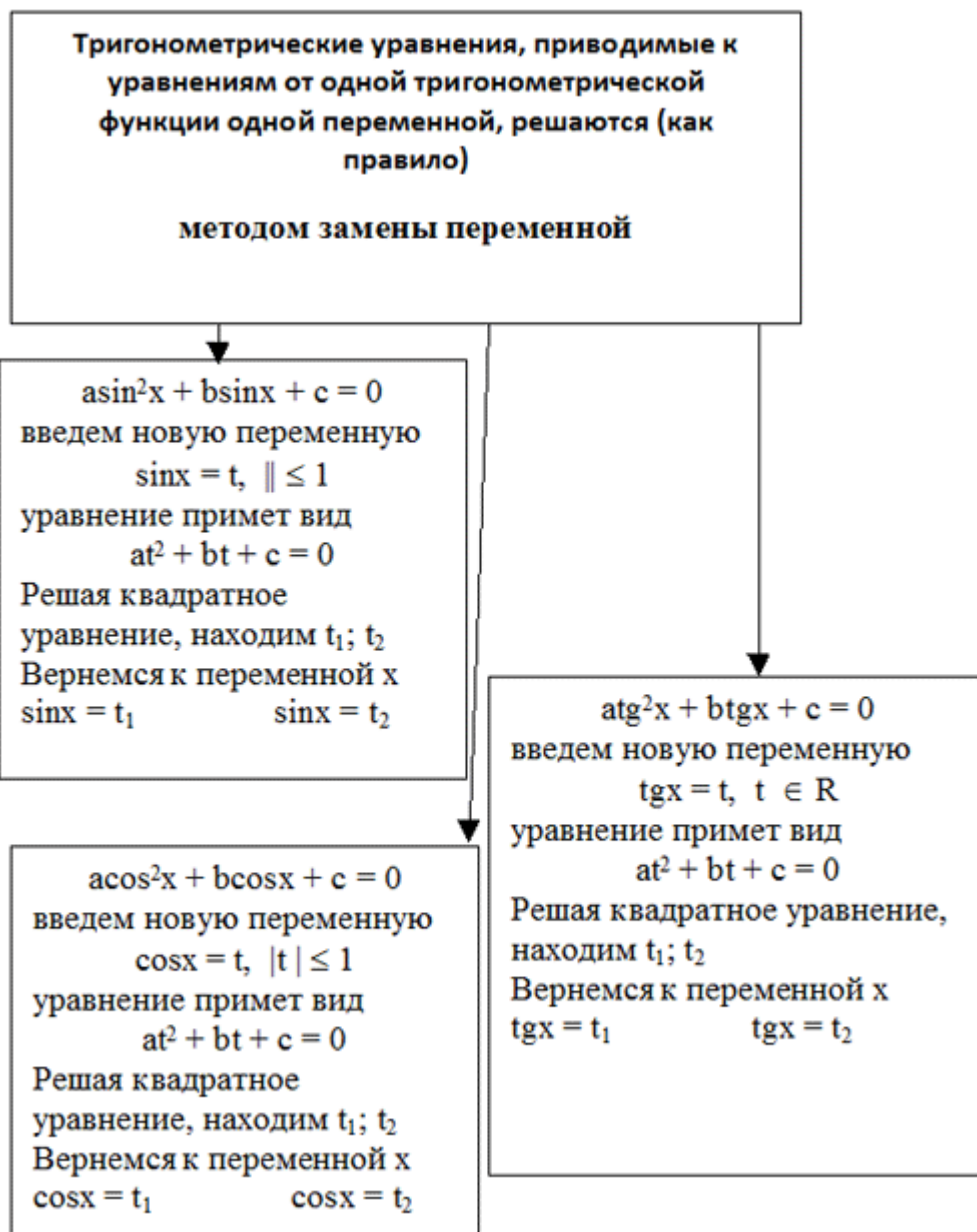 Тригонометрические уравнения, приводимые к
уравнениям от одной тригонометрической
функции одной переменной, решаются (как
правило)
методом замены переменной
asin²x + bsinx + c = 0
введем новую переменную
sinx = t, || ≤ 1
уравнение примет вид
at² + bt + c = 0
Решая квадратное
уравнение, находим t₁; t₂
Вернемся к переменной x
sinx = t₁ sinx = t₂
acos²x + bcosx + c = 0
введем новую переменную
cosx = t, |t | ≤ 1
уравнение примет вид
at² + bt + c = 0
Решая квадратное
уравнение, находим t₁; t₂
Вернемся к переменной x
cosx = t₁ cosx = t₂
atg²x + btgx + c = 0
введем новую переменную
tgx = t, t ∈ R
уравнение примет вид
at² + bt + c = 0
Решая квадратное уравнение,
находим t₁; t₂
Вернемся к переменной x
tgx = t₁ tgx = t₂